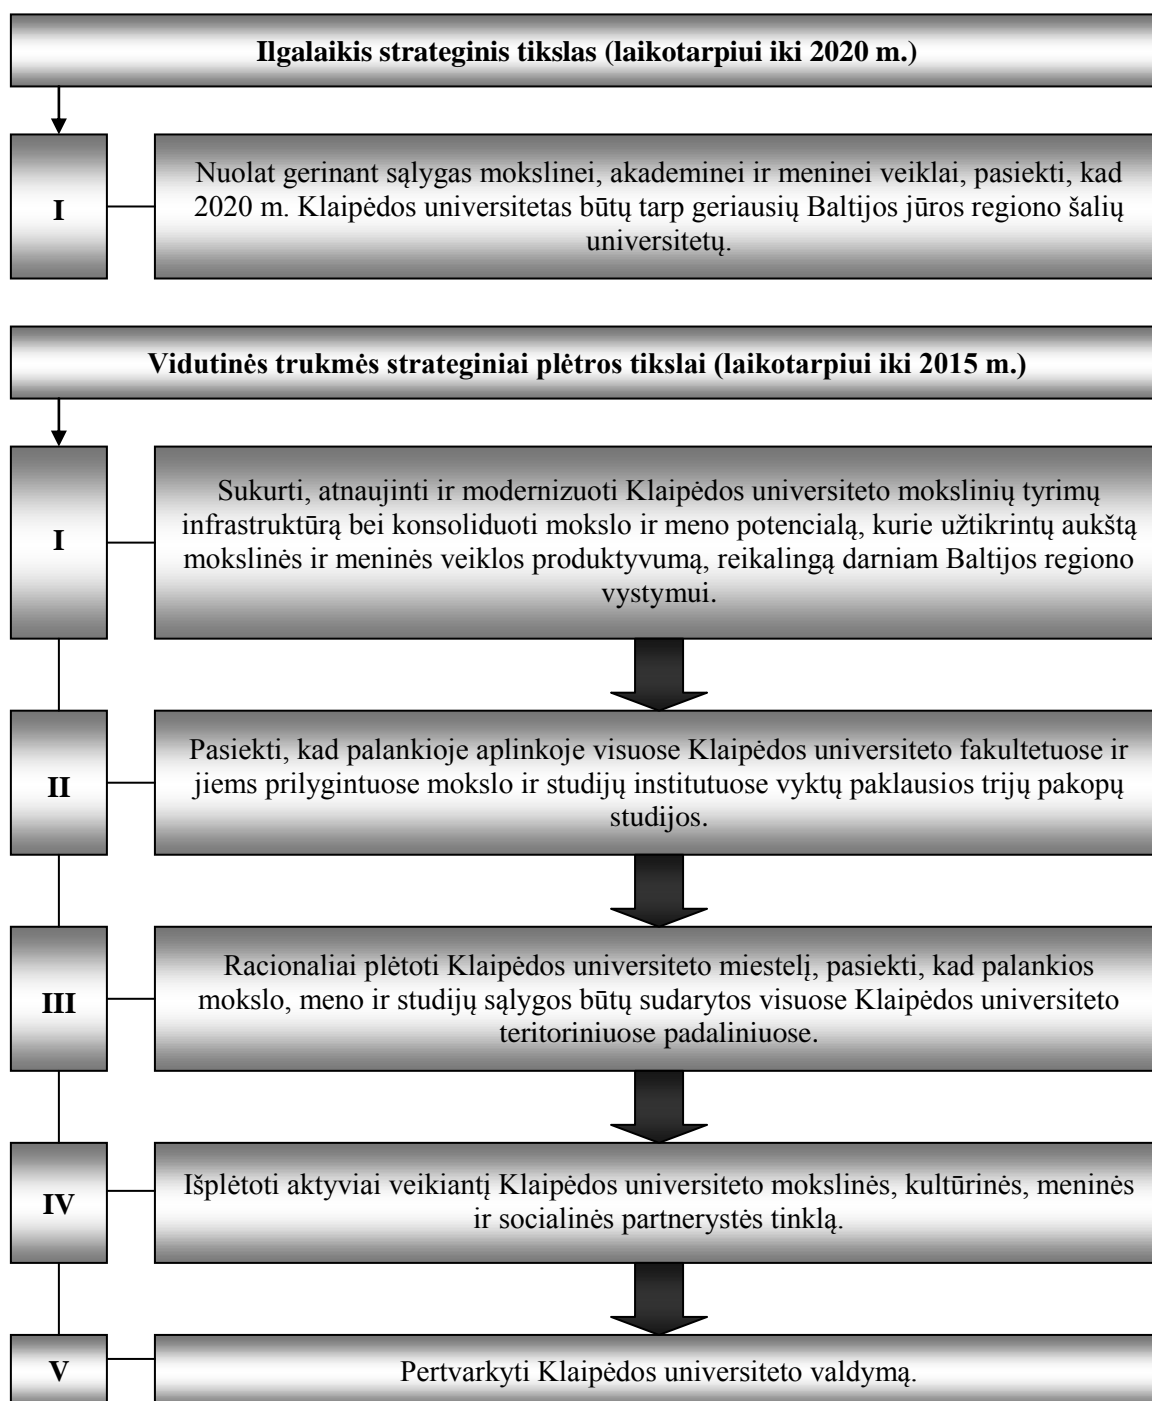 Ilgalaikis strateginis tikslas (laikotarpiui iki 2020 m.)
I
Nuolat gerinant sąlygas mokslinei, akademinei ir meninei veiklai, pasiekti, kad
2020 m. Klaipėdos universitetas būtų tarp geriausių Baltijos jūros regiono šalių
universitetų.
Vidutinės trukmės strateginiai plėtros tikslai (laikotarpiui iki 2015 m.)
I
Sukurti, atnaujinti ir modernizuoti Klaipėdos universiteto mokslinių tyrimų
infrastruktūrą bei konsoliduoti mokslo ir meno potencialą, kurie užtikrintų aukštą
mokslinės ir meninės veiklos produktyvumą, reikalingą darniam Baltijos regiono
vystymui.
II
Pasiekti, kad palankioje aplinkoje visuose Klaipėdos universiteto fakultetuose ir
jiems prilygintuose mokslo ir studijų institutuose vyktų paklausios trijų pakopų
studijos.
III
Racionaliai plėtoti Klaipėdos universiteto miestelį, pasiekti, kad palankios
mokslo, meno ir studijų sąlygos būtų sudarytos visuose Klaipėdos universiteto
teritoriniuose padaliniuose.
IV
Išplėtoti aktyviai veikiantį Klaipėdos universiteto mokslinės, kultūrinės, meninės
ir socialinės partnerystės tinklą.
V
Pertvarkyti Klaipėdos universiteto valdymą.